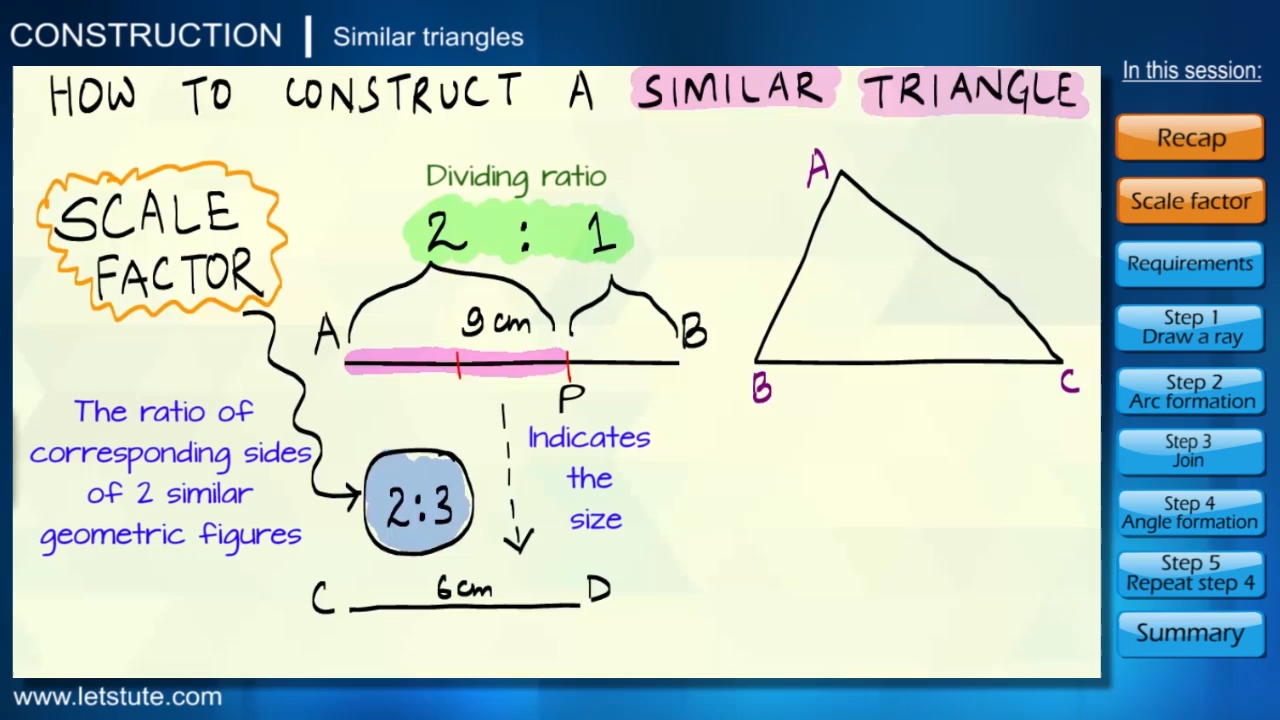 CONSTRUCTION | Similar triangles
In this session:
HOW TO CONSTRUCT A SIMILAR TRIANGLE
SCALE
FACTOR
Dividing ratio
2 : 1
9 cm
A
B
P
The ratio of
corresponding sides
of 2 similar
geometric figures
2:3
Indicates
the
size
C
6 cm
D
A
B
C
Recap
Scale factor
Requirements
Step 1
Draw a ray
Step 2
Arc formation
Step 3
Join
Step 4
Angle formation
Step 5
Repeat step 4
Summary
www.letstute.com